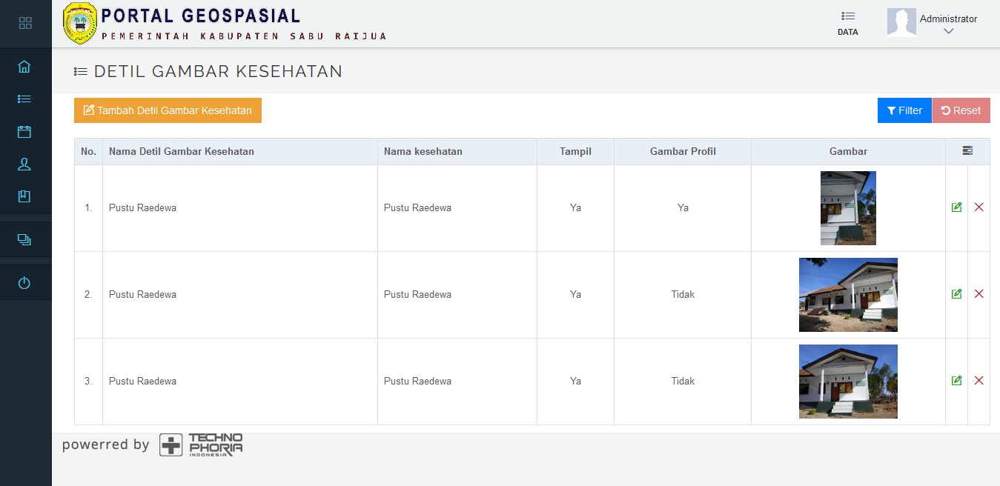 PORTAL GEOSPASIAL
PEMERINTAH KABUPATEN SABU RAIJUA
DATA
Administrator
DETIL GAMBAR KESEHATAN
Tambah Detil Gambar Kesehatan
Filter
Reset
No. Nama Detil Gambar Kesehatan Nama kesehatan Tampil Gambar Profil Gambar
1. Pustu Raedewa Pustu Raedewa Ya Ya
2. Pustu Raedewa Pustu Raedewa Ya Tidak
3. Pustu Raedewa Pustu Raedewa Ya Tidak
powerred by
TECHNO
PHORIA
INDONESIA